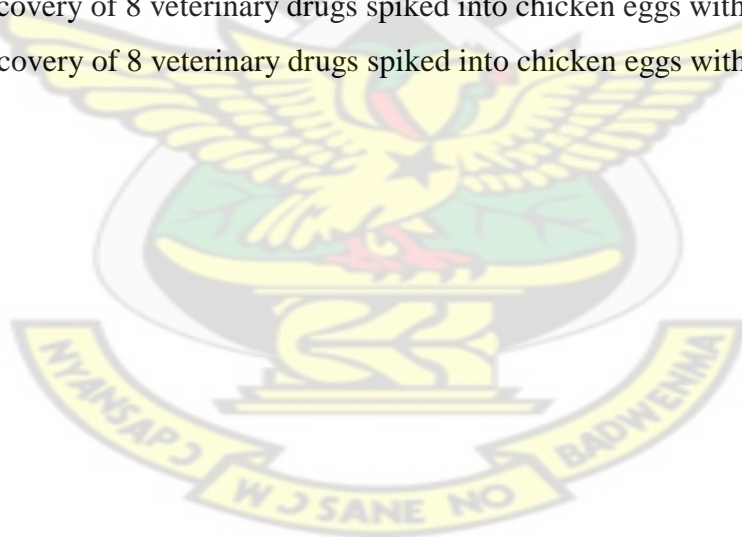 covery of 8 veterinary drugs spiked into chicken eggs with
covery of 8 veterinary drugs spiked into chicken eggs with
NYANSAPƆ WƆ SANE NO BADWENMA